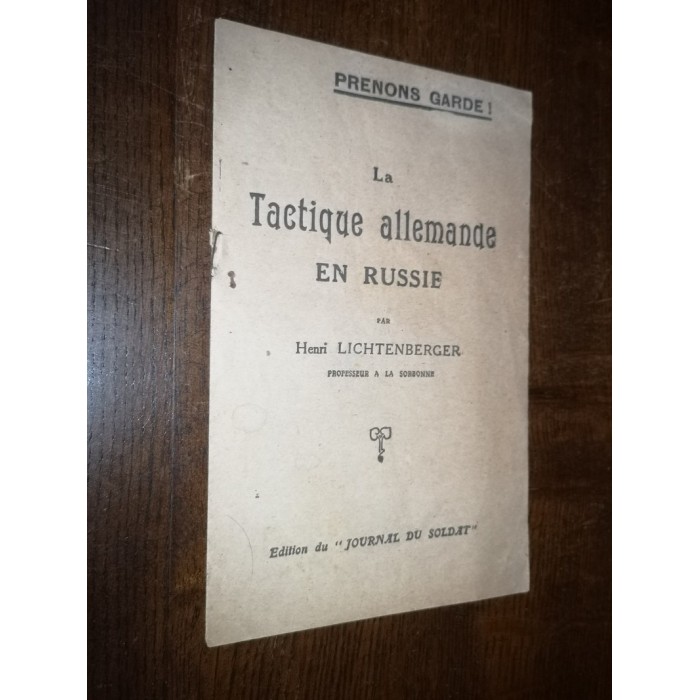 PRENONS GARDE!
La
Tactique allemande
EN RUSSIE
PAR
Henri LICHTENBERGER
PROFESSEUR A LA SORBONNE
Edition du "JOURNAL DU SOLDAT"